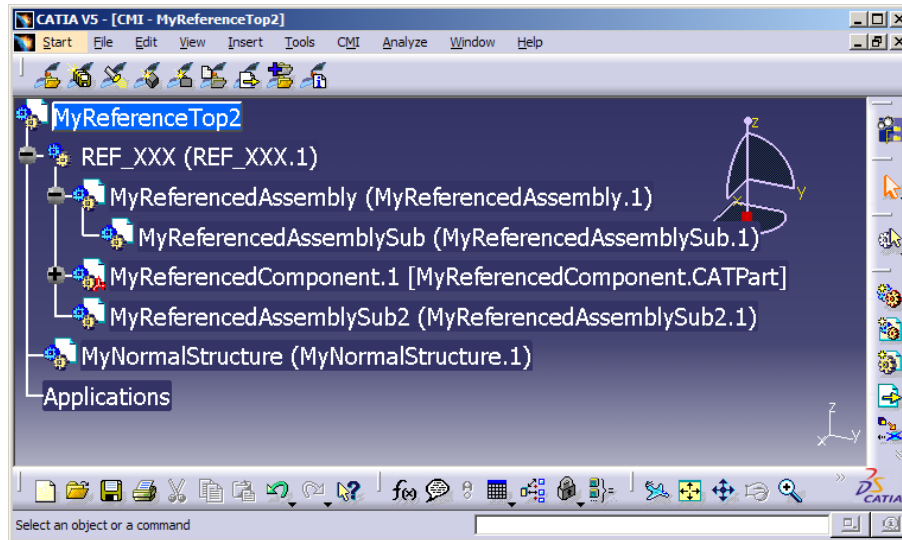 CATIA V5 - [CMI - MyReferenceTop2]
Start File Edit View Insert Tools CMI Analyze Window Help
MyReferenceTop2
REF_XXX (REF_XXX.1)
MyReferencedAssembly (MyReferencedAssembly.1)
MyReferencedAssemblySub (MyReferencedAssemblySub.1)
MyReferencedComponent.1 [MyReferencedComponent.CATPart]
MyReferencedAssemblySub2 (MyReferencedAssemblySub2.1)
MyNormalStructure (MyNormalStructure.1)
Applications
z
y
x
z
y
x
f(x)
CATIA
Select an object or a command